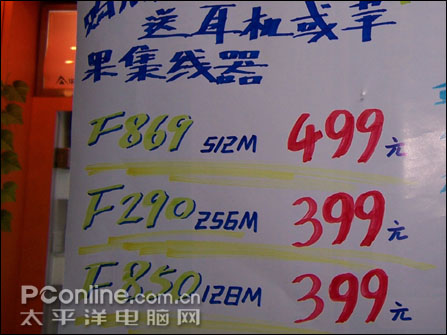 送耳机或苹
果集线器
F869 512M 499元
F290 256M 399元
F850 128M 399元
PConline.com.cn
太平洋电脑网